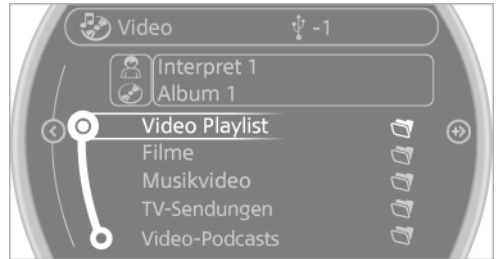 Video -1
Interpret 1
Album 1
Video Playlist
Filme
Musikvideo
TV-Sendungen
Video-Podcasts